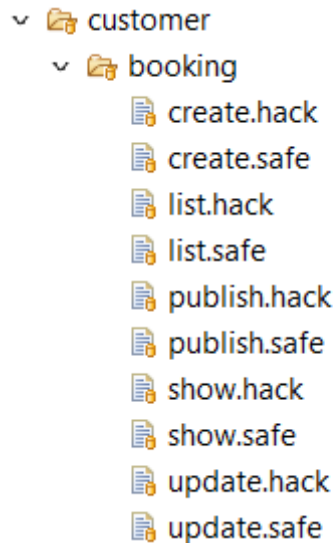 customer
booking
create.hack
create.safe
list.hack
list.safe
publish.hack
publish.safe
show.hack
show.safe
update.hack
update.safe